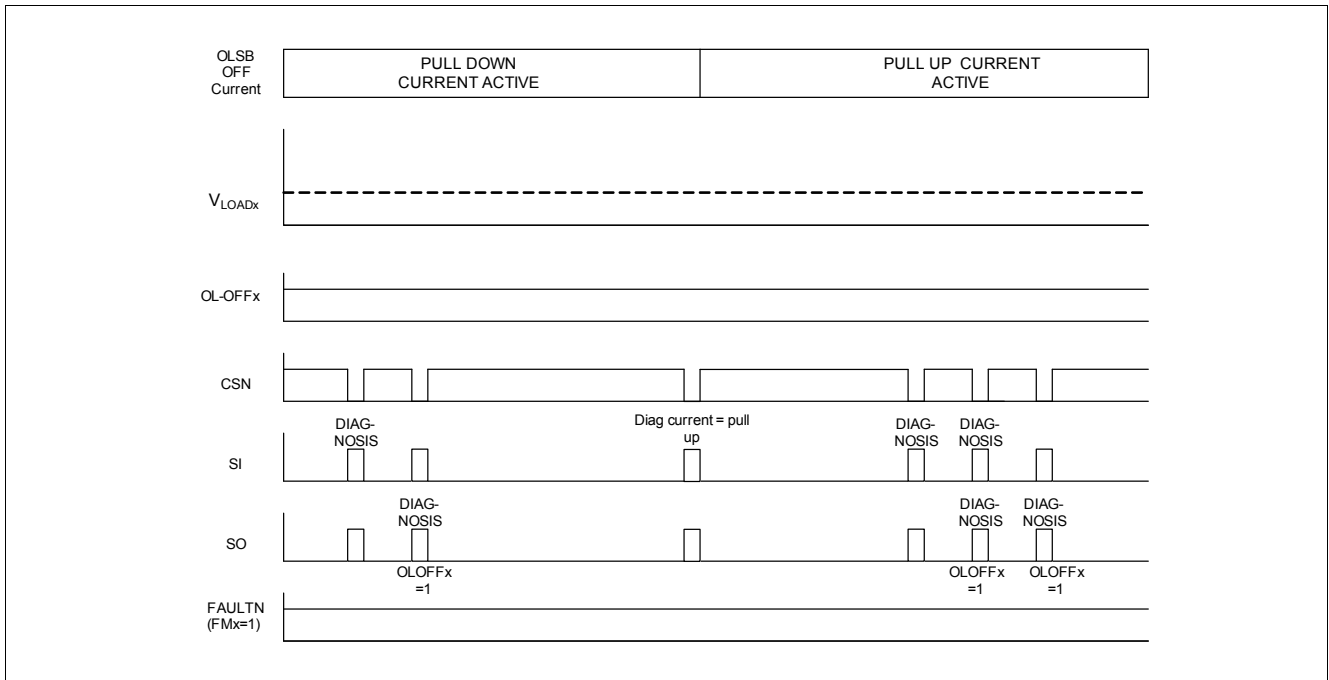 OLSB
OFF
Current
PULL DOWN
CURRENT ACTIVE
PULL UP CURRENT
ACTIVE
VLOADx
OL-OFFx
CSN
Diag current = pull
up
DIAG-
NOSIS
DIAG-
NOSIS
DIAG-
NOSIS
SI
DIAG-
NOSIS
DIAG-
NOSIS
DIAG-
NOSIS
SO
OLOFFx
=1
OLOFFx
=1
OLOFFx
=1
FAULTN
(FMx=1)